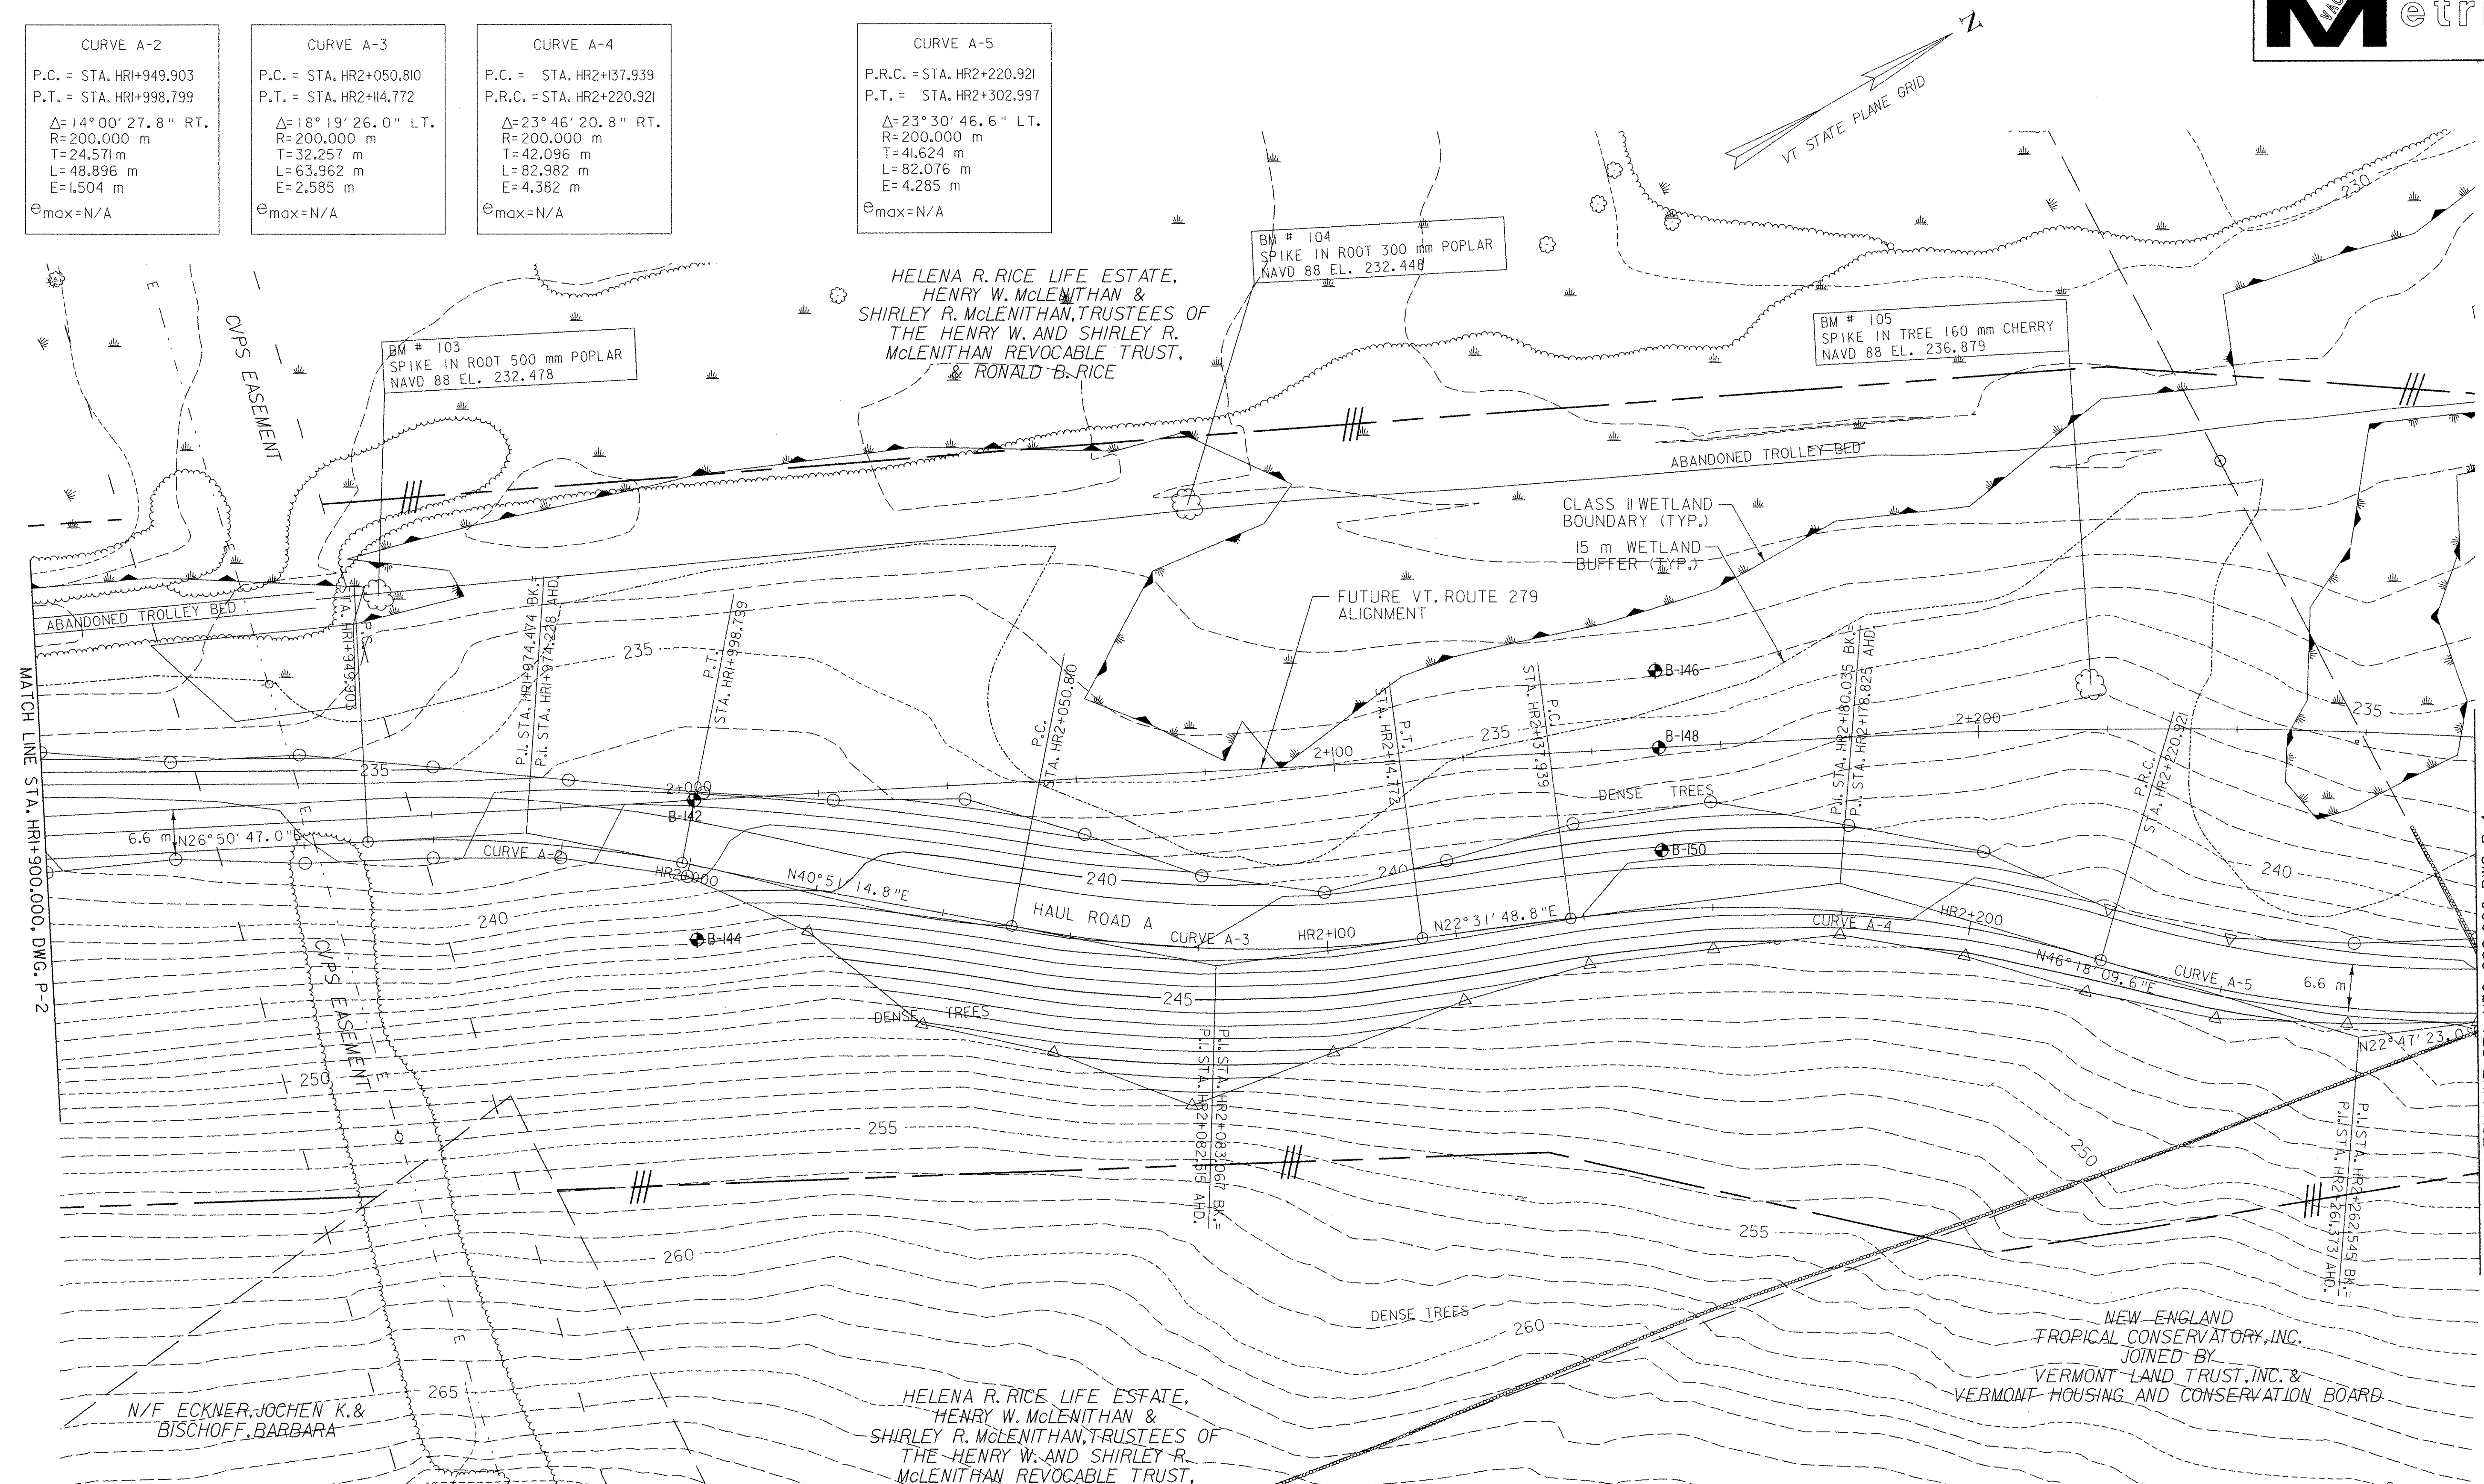 CURVE A-2
P.C. = STA. HR1+949.903
P.T. = STA. HR1+998.799
Δ=14°00'27.8" RT.
R=200.000 m
T=24.571m
L=48.896 m
E=1.504 m
emax=N/A
CURVE A-3
P.C. = STA. HR2+050.810
P.T. = STA. HR2+114.772
Δ=18°19'26.0" LT.
R=200.000 m
T=32.257 m
L=63.962 m
E=2.585 m
emax=N/A
CURVE A-4
P.C. = STA. HR2+137.939
P.R.C. = STA. HR2+220.921
Δ=23°46'20.8" RT.
R=200.000 m
T=42.096 m
L=82.982 m
E=4.382 m
emax=N/A
CURVE A-5
P.R.C. = STA. HR2+220.921
P.T. = STA. HR2+302.997
Δ=23°30'46.6" LT.
R=200.000 m
T=41.624 m
L=82.076 m
E=4.285 m
emax=N/A
Z
VT STATE PLANE GRID
230
BM # 103
SPIKE IN ROOT 500 mm POPLAR
NAVD 88 EL. 232.478
HELENA R. RICE LIFE ESTATE,
HENRY W. McLENITHAN &
SHIRLEY R. McLENITHAN, TRUSTEES OF
THE HENRY W. AND SHIRLEY R.
McLENITHAN REVOCABLE TRUST,
& RONALD B. RICE
BM # 104
SPIKE IN ROOT 300 mm POPLAR
NAVD 88 EL. 232.448
BM # 105
SPIKE IN TREE 160 mm CHERRY
NAVD 88 EL. 236.879
E
CVPS EASEMENT
ABANDONED TROLLEY BED
CLASS II WETLAND
BOUNDARY (TYP.)
15 m WETLAND
BUFFER (TYP.)
FUTURE VT. ROUTE 279
ALIGNMENT
ABANDONED TROLLEY BED
MATCH LINE STA. HR1+900.000, DWG. P-2
P.C.
STA. HR1+949.903
P.I. STA. HR1+974.474 BK.=
P.I. STA. HR1+974.228 AHD.
P.T.
STA. HR1+998.799
P.C.
STA. HR2+050.810
P.T.
STA. HR2+114.772
P.C.
STA. HR2+137.939
P.I. STA. HR2+180.035 BK.=
P.I. STA. HR2+178.825 AHD.
P.R.C.
STA. HR2+220.921
235
235
235
235
B-146
B-148
2+000
2+100
2+200
B-142
DENSE TREES
6.6 m
N26°50'47.0"E
E
CURVE A-2
HR2+000
N40°51'14.8"E
240
240
B-150
240
240
HAUL ROAD A
CURVE A-3
HR2+100
N22°31'48.8"E
CURVE A-4
HR2+200
N46°18'09.6"E
CURVE A-5
6.6 m
B-144
CVPS EASEMENT
E
245
DENSE TREES
N22°47'23.0"
250
255
250
P.I. STA. HR2+083.067 BK.=
P.I. STA. HR2+082.515 AHD.
P.I. STA. HR2+262.545 BK.=
P.I. STA. HR2+261.373 AHD.
255
260
260
265
E
DENSE TREES
N/F ECKNER, JOCHEN K. &
BISCHOFF, BARBARA
HELENA R. RICE LIFE ESTATE,
HENRY W. McLENITHAN &
SHIRLEY R. McLENITHAN, TRUSTEES OF
THE HENRY W. AND SHIRLEY R.
McLENITHAN REVOCABLE TRUST,
NEW ENGLAND
TROPICAL CONSERVATORY, INC.
JOINED BY
VERMONT LAND TRUST, INC. &
VERMONT HOUSING AND CONSERVATION BOARD